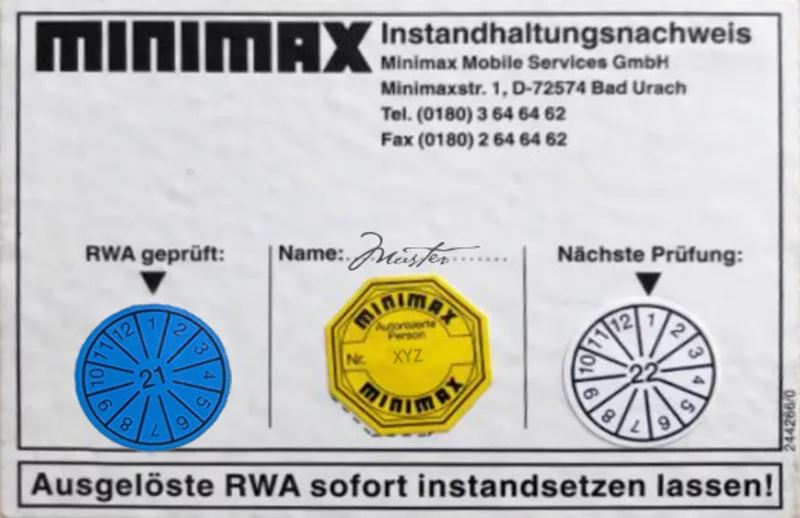 MINIMAX
Instandhaltungsnachweis
Minimax Mobile Services GmbH
Minimaxstr. 1, D-72574 Bad Urach
Tel. (0180) 3 64 64 62
Fax (0180) 2 64 64 62
RWA geprüft:
1 2 3 4 5 6 7 8 9 10 11 12
21
Name: Muster
MINIMAX
Autorisierte
Person
Nr. XYZ
MINIMAX
Nächste Prüfung:
1 2 3 4 5 6 7 8 9 10 11 12
22
244266/0
Ausgelöste RWA sofort instandsetzen lassen!